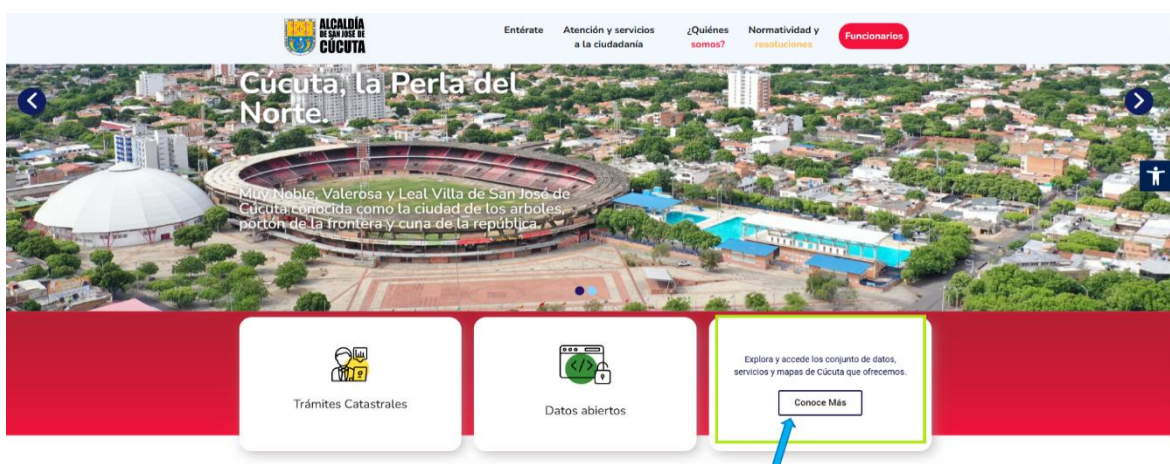 ALCALDÍA
DE SAN JOSÉ DE
CÚCUTA
Entérate
Atención y servicios
a la ciudadanía
¿Quiénes
somos?
Normatividad y
resoluciones
Funcionarios
Cúcuta, la Perla del
Norte.
Muy Noble, Valerosa y Leal Villa de San José de
Cúcuta conocida como la ciudad de los arboles,
portón de la frontera y cuna de la república.
Trámites Catastrales
Datos abiertos
Explora y accede los conjunto de datos,
servicios y mapas de Cúcuta que ofrecemos.
Conoce Más